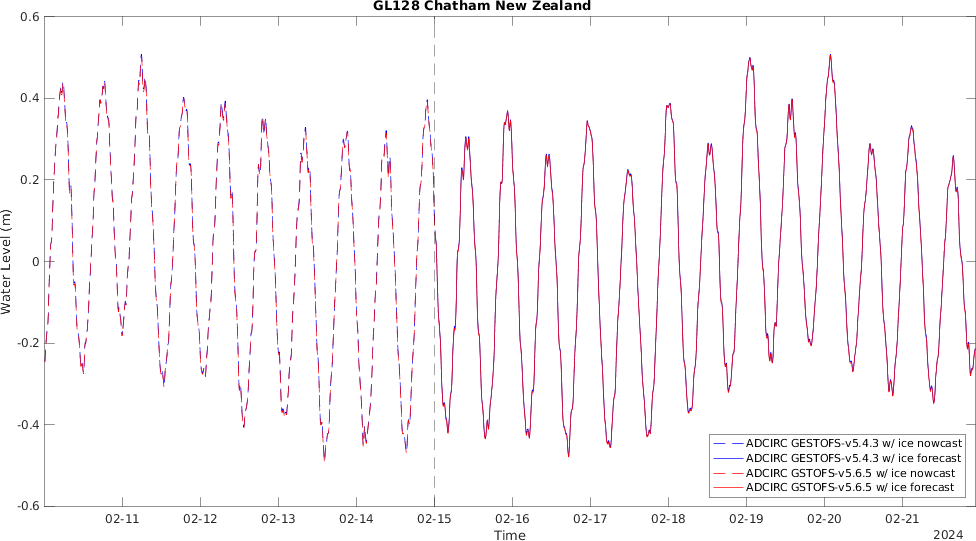 GL128 Chatham New Zealand
0.6
0.4
0.2
0
-0.2
-0.4
-0.6
Water Level (m)
02-11 02-12 02-13 02-14 02-15 02-16 02-17 02-18 02-19 02-20 02-21
Time
2024
ADCIRC GESTOFS-v5.4.3 w/ ice nowcast
ADCIRC GESTOFS-v5.4.3 w/ ice forecast
ADCIRC GSTOFS-v5.6.5 w/ ice nowcast
ADCIRC GSTOFS-v5.6.5 w/ ice forecast